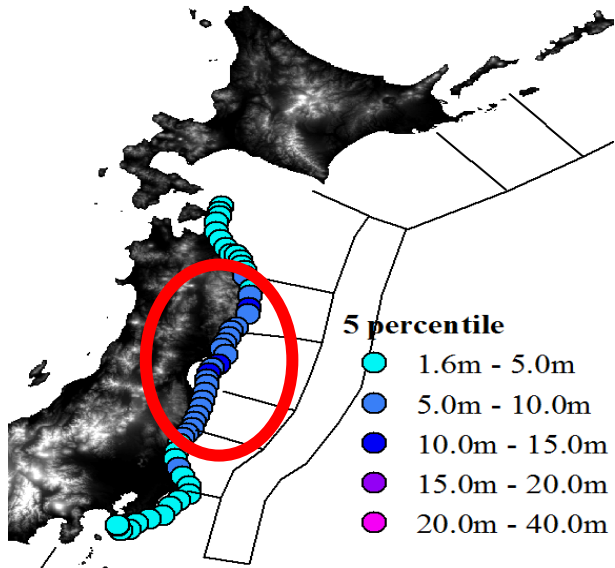 5 percentile
1.6m - 5.0m
5.0m - 10.0m
10.0m - 15.0m
15.0m - 20.0m
20.0m - 40.0m